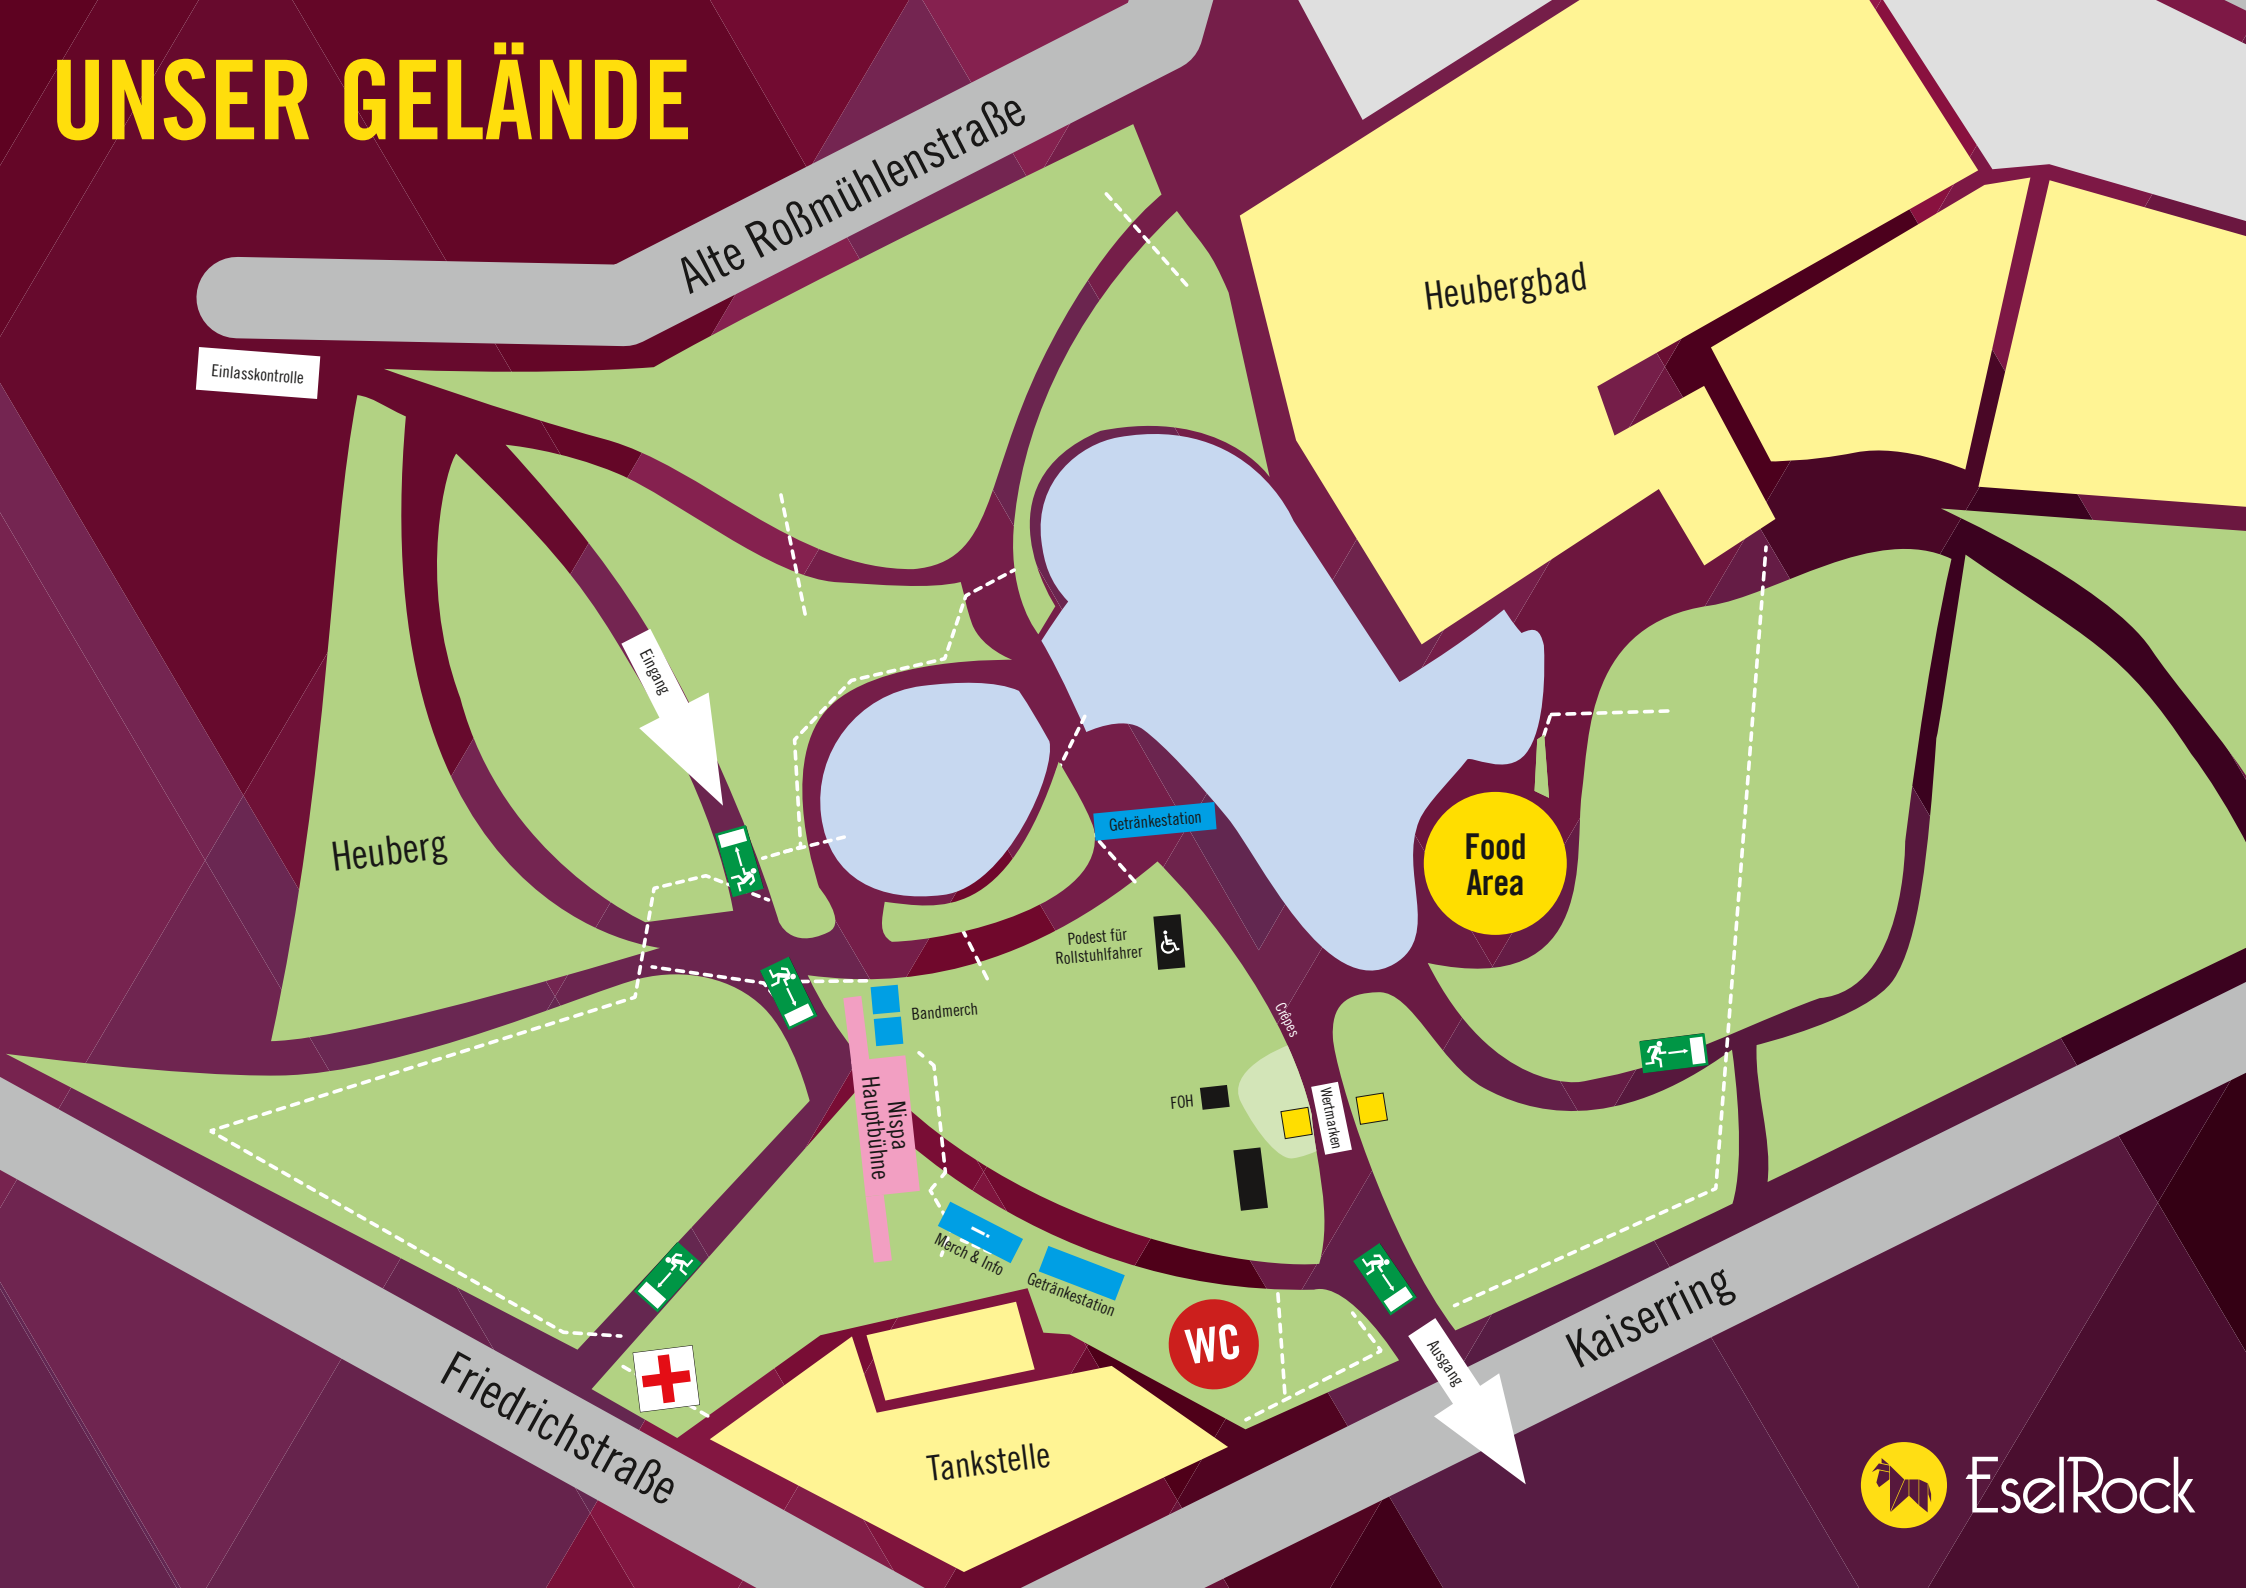 UNSER GELÄNDE
Alte Roßmühlenstraße
Heubergbad
Einlasskontrolle
Eingang
Heuberg
Getränkestation
Food
Area
Podest für
Rollstuhlfahrer
Bandmerch
Crêpes
FOH
Wertmarken
Nispa
Hauptbühne
Merch & Info
Getränkestation
WC
Ausgang
Kaiserring
Friedrichstraße
Tankstelle
EselRock